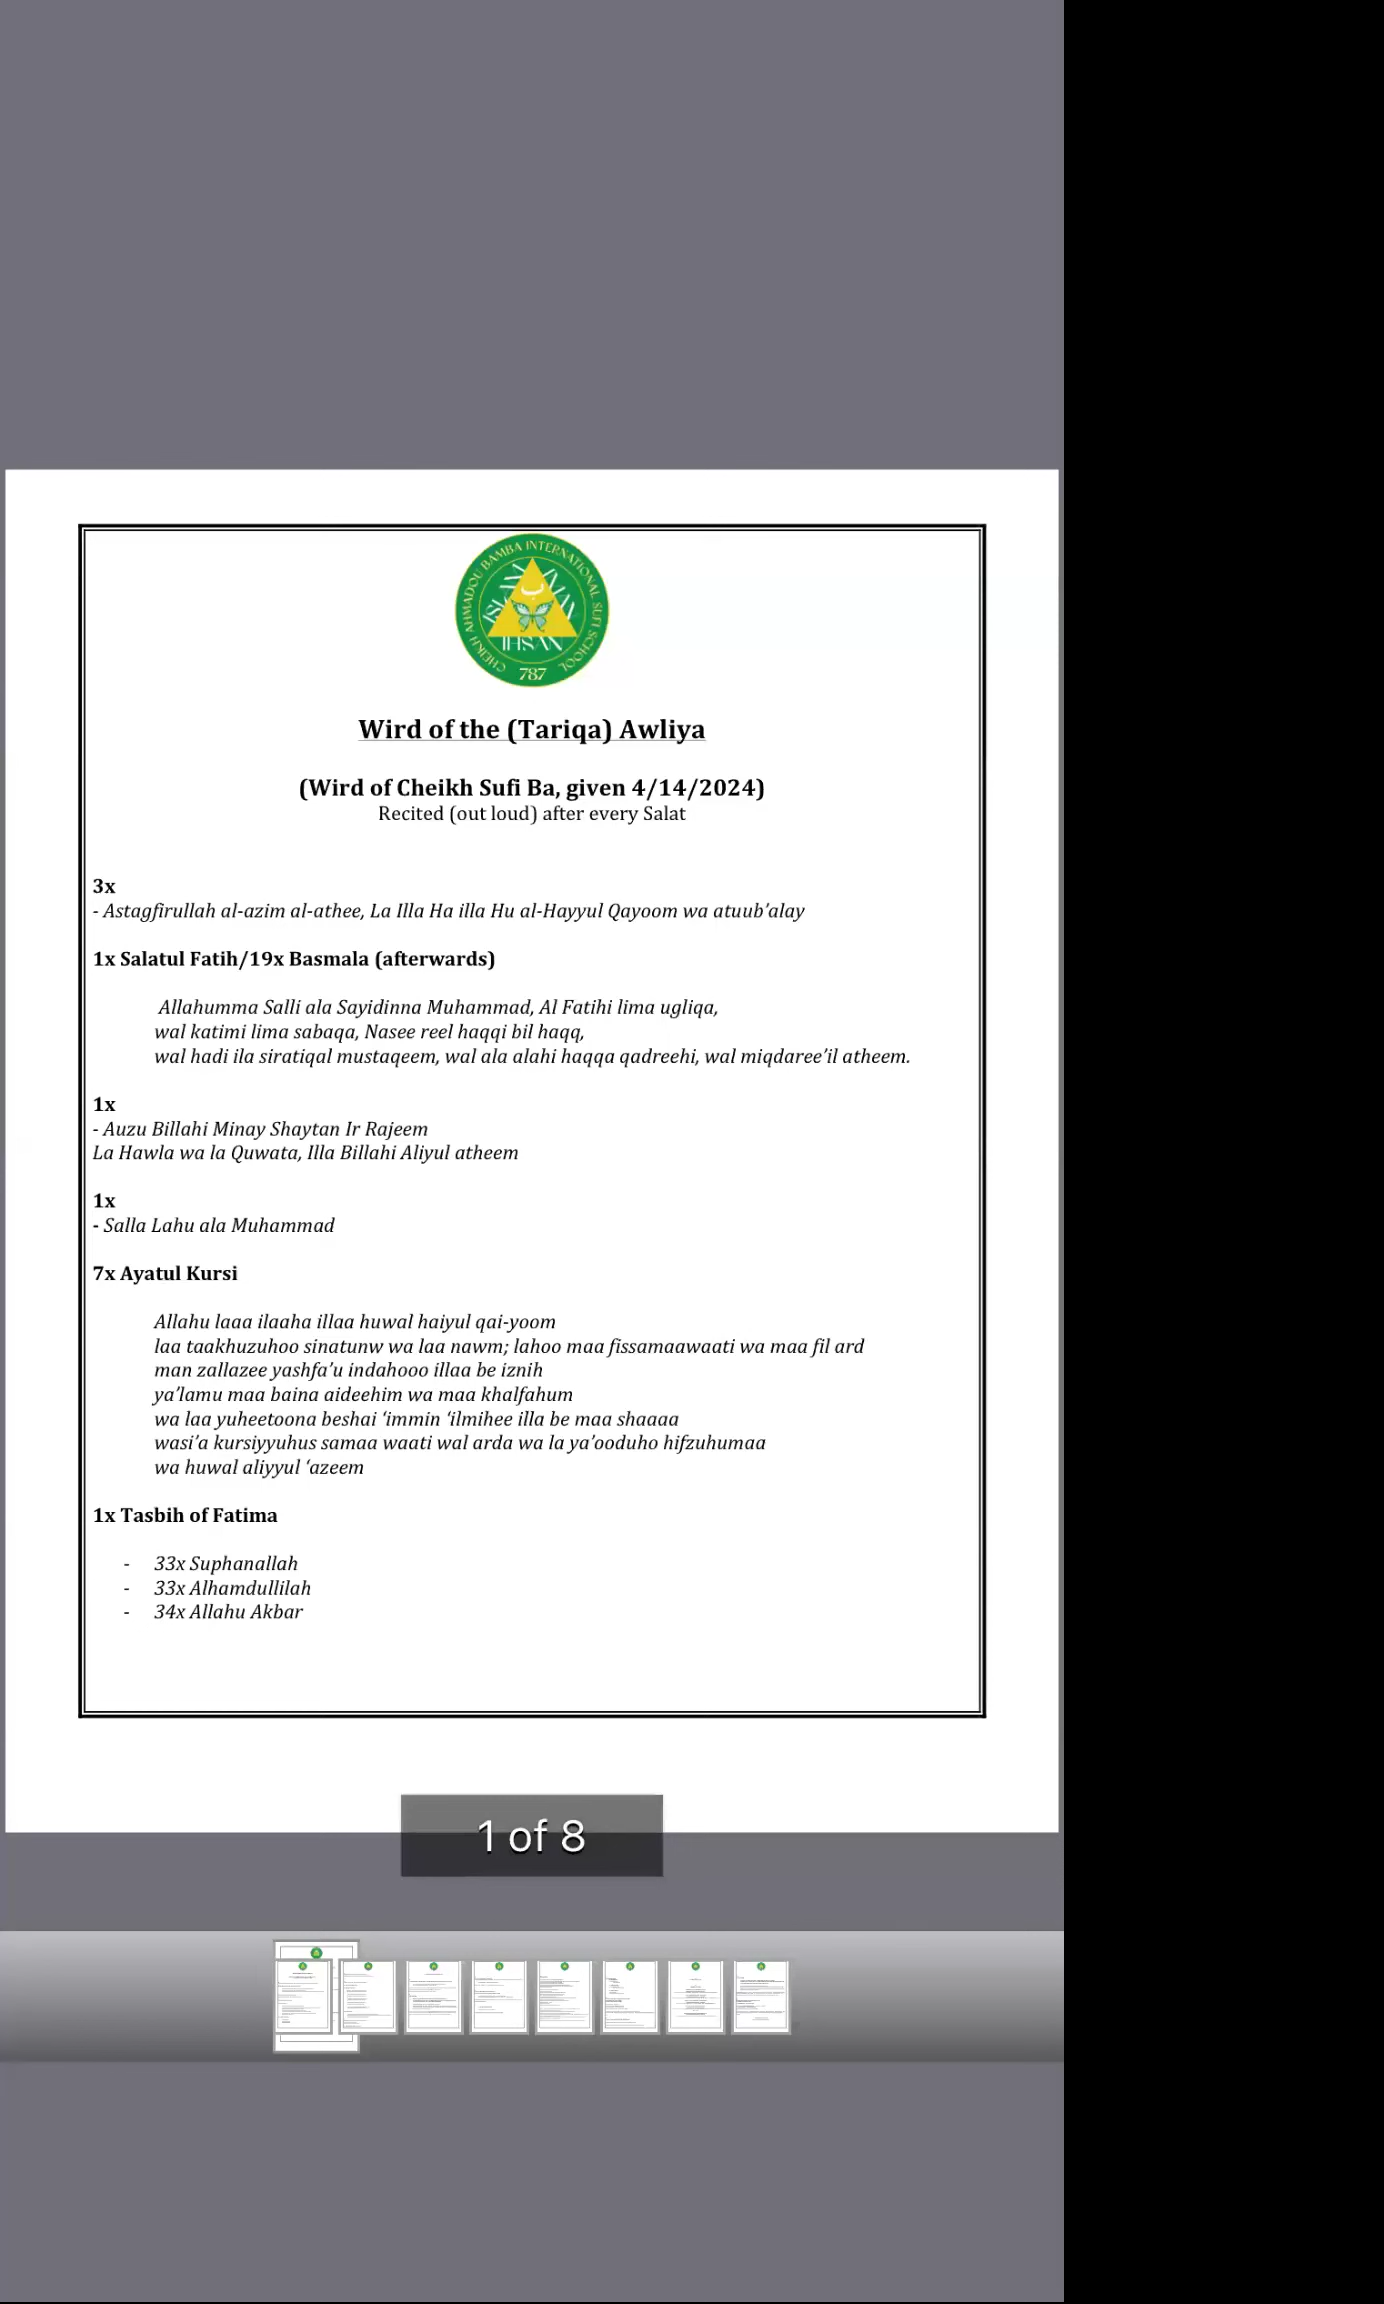 CHEIKH AHMADOU BAMBA INTERNATIONAL SUFI SCHOOL
IHSAN
787
Wird of the (Tariqa) Awliya
(Wird of Cheikh Sufi Ba, given 4/14/2024)
Recited (out loud) after every Salat
3x
- Astagfirullah al-azim al-athee, La Illa Ha illa Hu al-Hayyul Qayoom wa atuub’alay
1x Salatul Fatih/19x Basmala (afterwards)
Allahumma Salli ala Sayidinna Muhammad, Al Fatihi lima ugliqa,
wal katimi lima sabaqa, Nasee reel haqqi bil haqq,
wal hadi ila siratiqal mustaqeem, wal ala alahi haqqa qadreehi, wal miqdaree’il atheem.
1x
- Auzu Billahi Minay Shaytan Ir Rajeem
La Hawla wa la Quwata, Illa Billahi Aliyul atheem
1x
- Salla Lahu ala Muhammad
7x Ayatul Kursi
Allahu laaa ilaaha illaa huwal haiyul qai-yoom
laa taakhuzuhoo sinatunw wa laa nawm; lahoo maa fissamaawaati wa maa fil ard
man zallazee yashfa’u indahooo illaa be iznih
ya’lamu maa baina aideehim wa maa khalfahum
wa laa yuheetoona beshai ‘immin ‘ilmihee illa be maa shaaaa
wasi’a kursiyyuhus samaa waati wal arda wa la ya’ooduho hifzuhumaa
wa huwal aliyyul ‘azeem
1x Tasbih of Fatima
- 33x Suphanallah
- 33x Alhamdullilah
- 34x Allahu Akbar
1 of 8